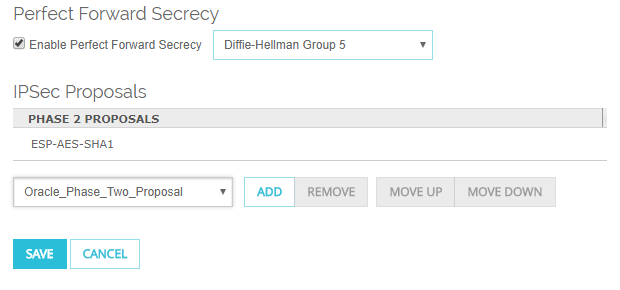 Perfect Forward Secrecy
Enable Perfect Forward Secrecy Diffie-Hellman Group 5
IPSec Proposals
PHASE 2 PROPOSALS
ESP-AES-SHA1
Oracle_Phase_Two_Proposal ADD REMOVE MOVE UP MOVE DOWN
SAVE CANCEL